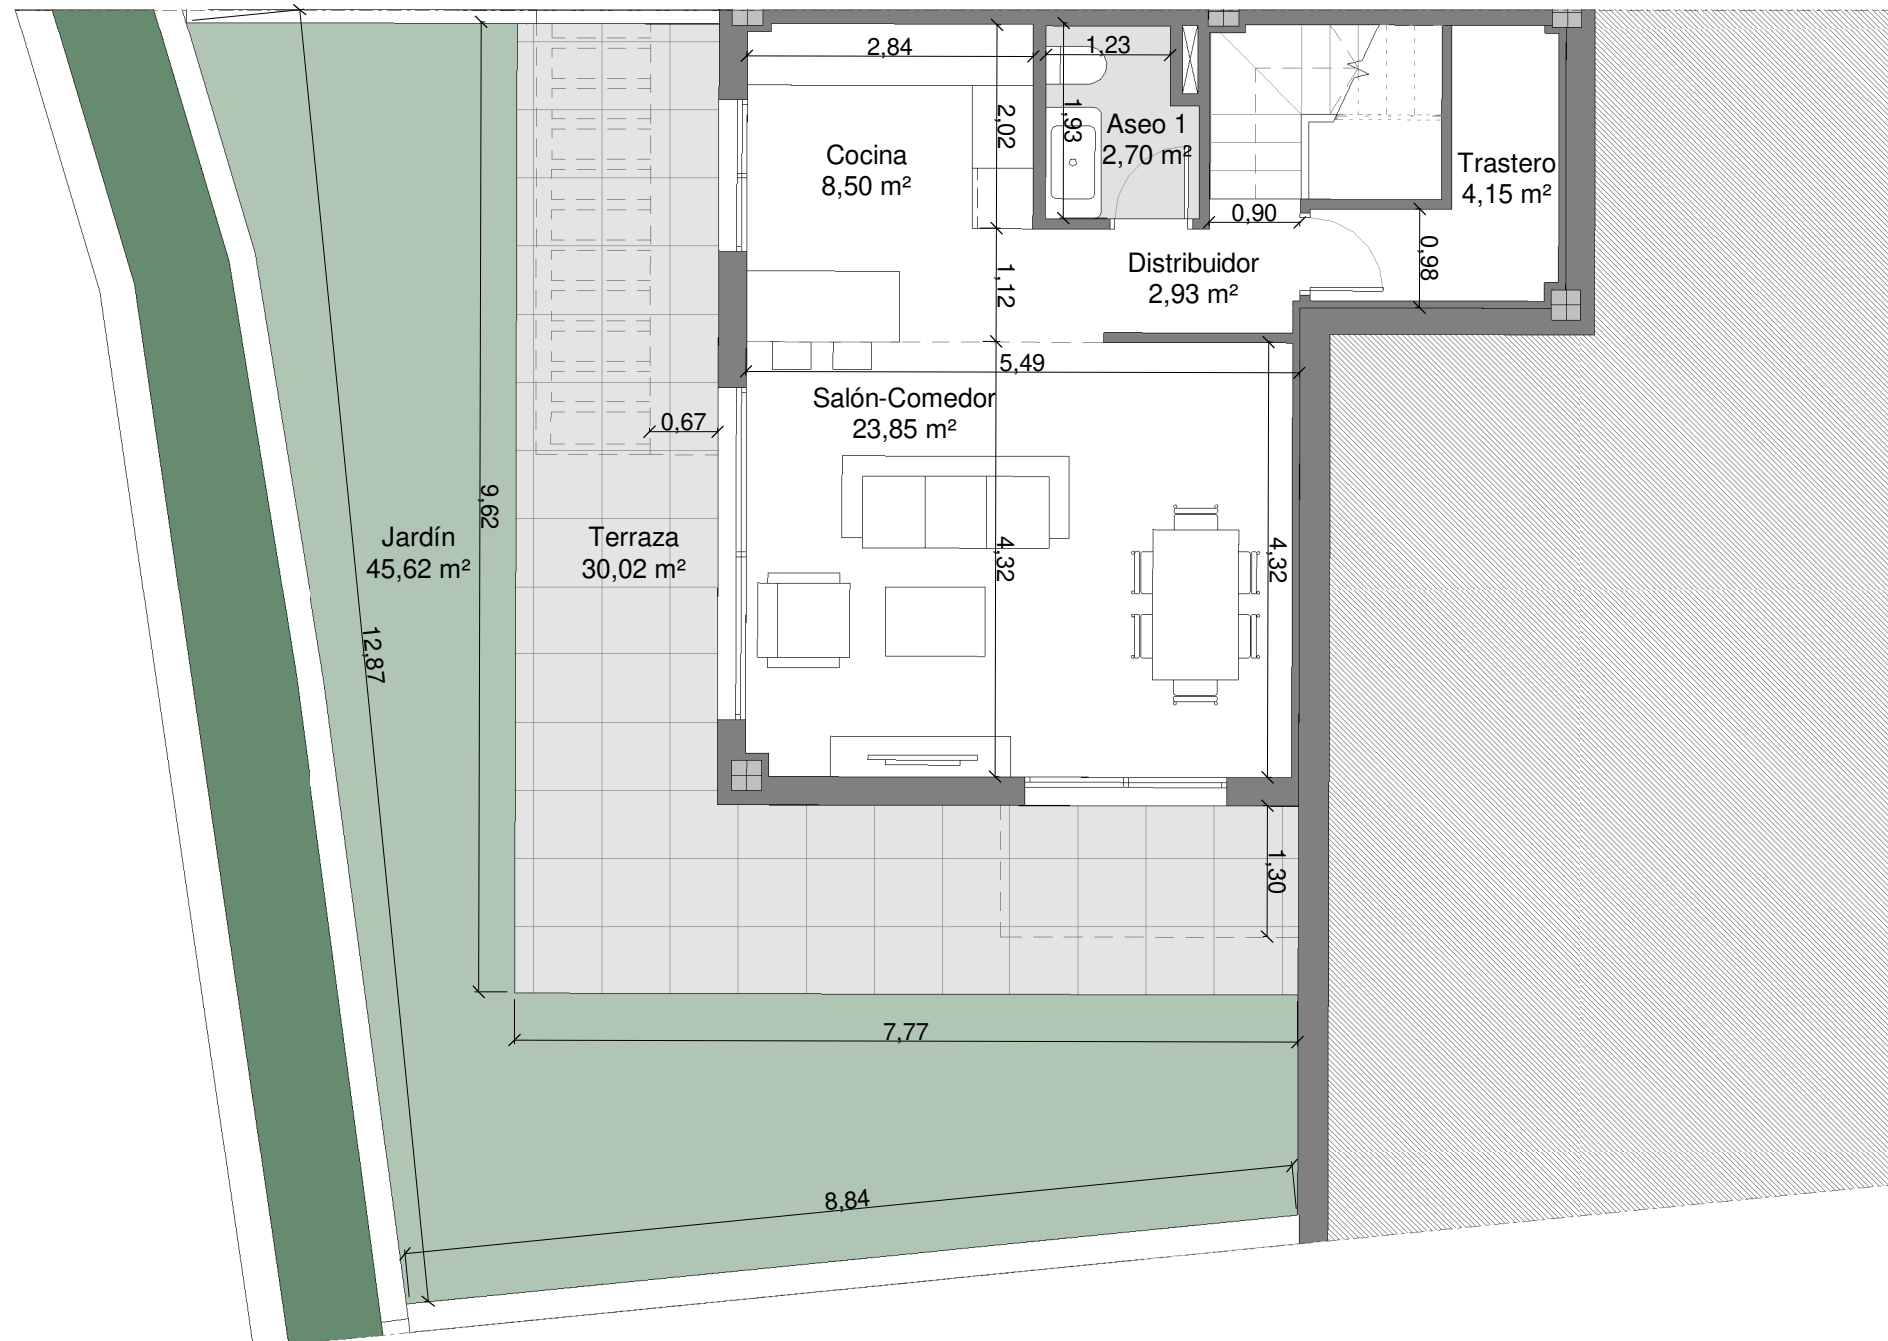 2,84
1,23
2,02
1,93
Aseo 1
2,70 m²
Cocina
8,50 m²
Trastero
4,15 m²
0,90
0,98
Distribuidor
2,93 m²
1,12
5,49
Salón-Comedor
23,85 m²
0,67
9,62
Jardín
45,62 m²
Terraza
30,02 m²
4,32
4,32
12,87
1,30
7,77
8,84